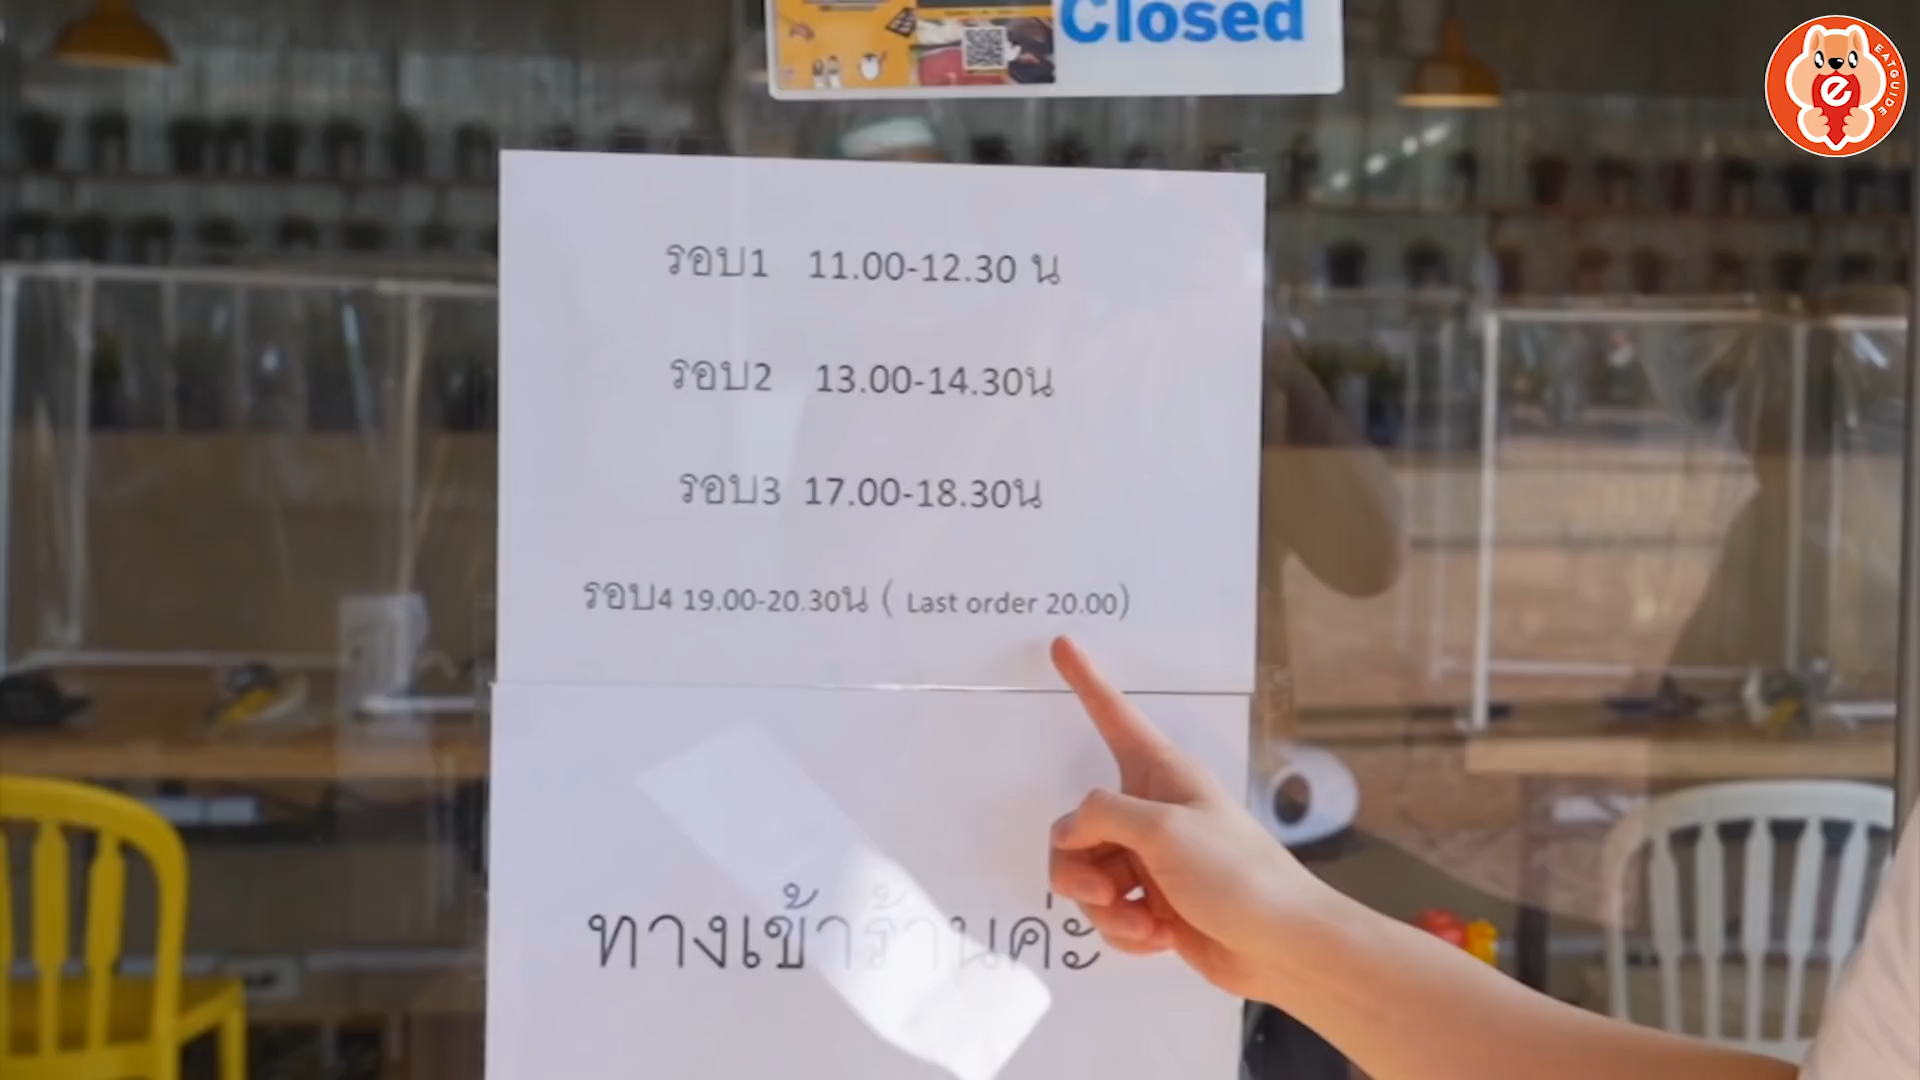 Closed
EATGUIDE
e
รอบ1 11.00-12.30 น
รอบ2 13.00-14.30น
รอบ3 17.00-18.30น
รอบ4 19.00-20.30น ( Last order 20.00)
ทางเข้าร้านค่ะ